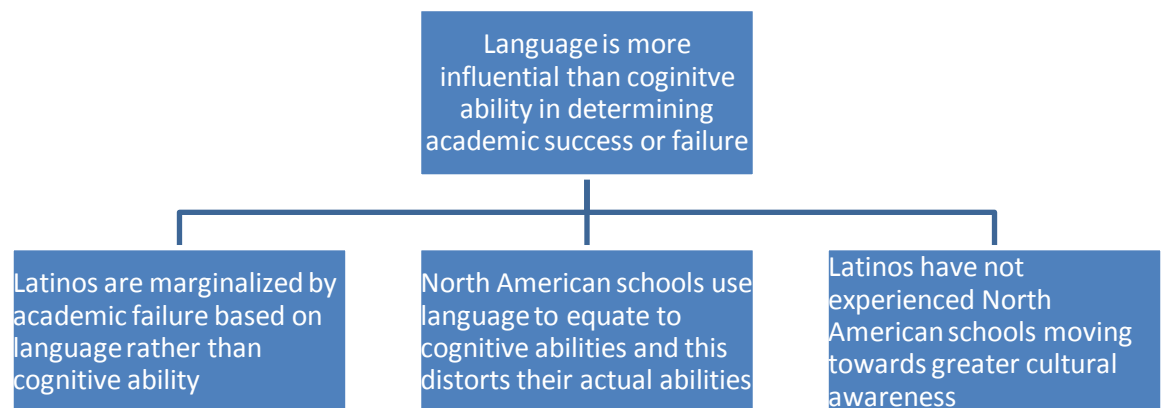 Language is more
influential than coginitve
ability in determining
academic success or failure
Latinos are marginalized by
academic failure based on
language rather than
cognitive ability
North American schools use
language to equate to
cognitive abilities and this
distorts their actual abilities
Latinos have not
experienced North
American schools moving
towards greater cultural
awareness